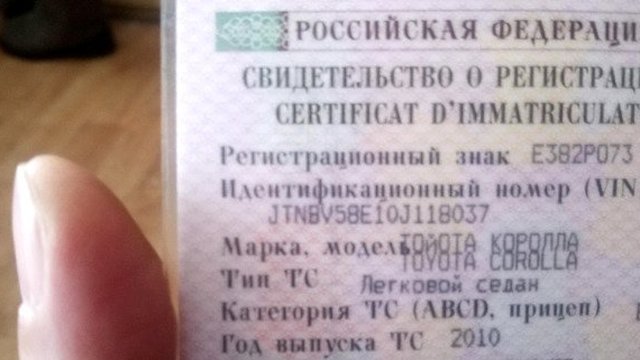 РОССИЙСКАЯ ФЕДЕРАЦИ
СВИДЕТЕЛЬСТВО О РЕГИСТРАЦ
CERTIFICAT D'IMMATRICULAT
Регистрационный знак Е382РО73
Идентификационный номер (VIN
JTNBV58E10J118037
Марка, модель ТОЙОТА КОРОЛЛА
TOYOTA COROLLA
Тип ТС Легковой седан
Категория ТС (ABCD, прицеп)
Год выпуска ТС 2010